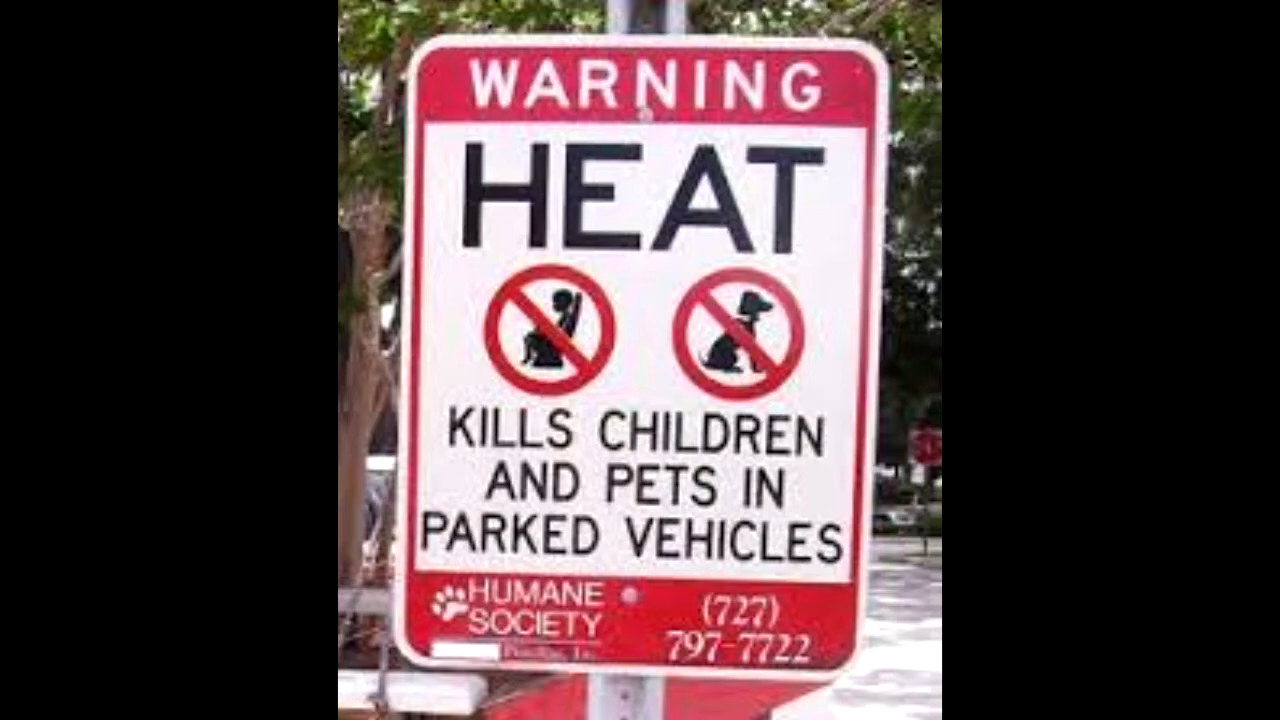 WARNING
HEAT
KILLS CHILDREN
AND PETS IN
PARKED VEHICLES
HUMANE
SOCIETY
(727)
797-7722